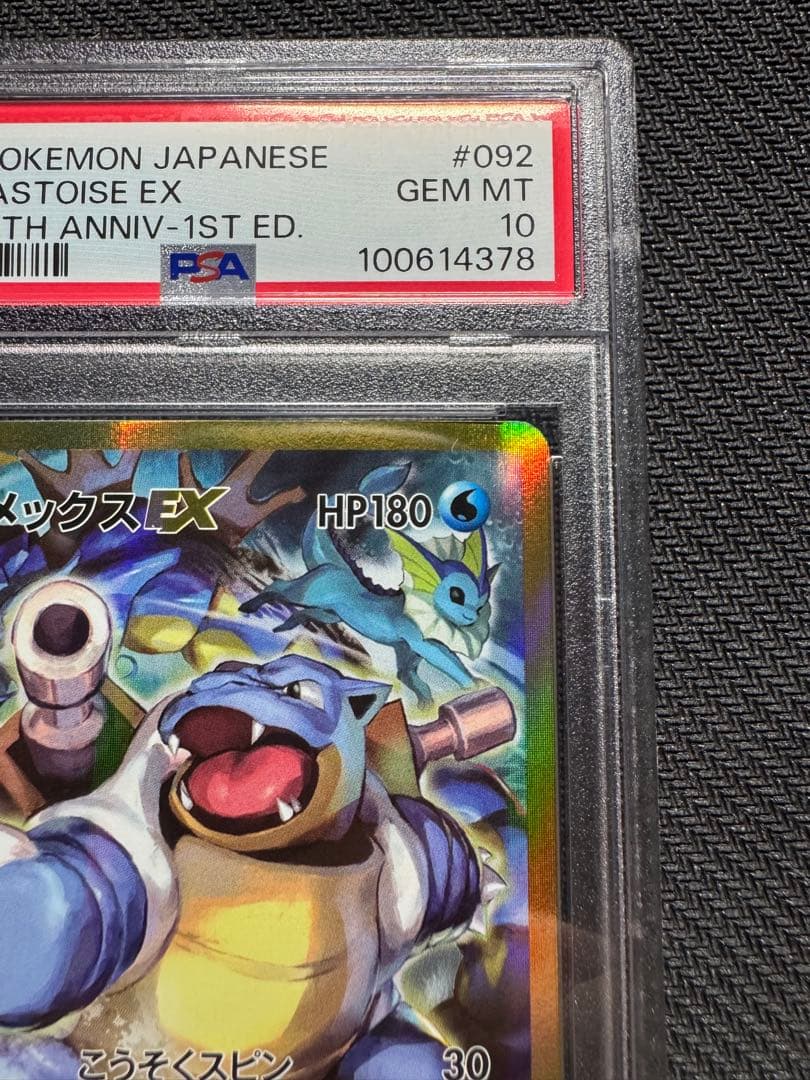 OKEMON JAPANESE #092
ASTOISE EX GEM MT
TH ANNIV-1ST ED. 10
PSA 100614378
メックスEX HP180
こうそくスピン 30